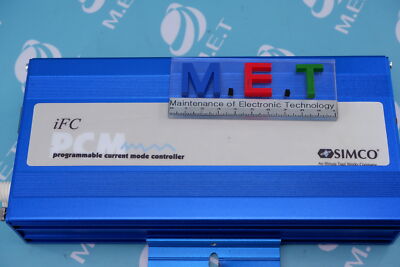 M.E.T
Maintenance of Electronic Technology
iFC
PCM
programmable current mode controller
SIMCO
An Illinois Tool Works Company